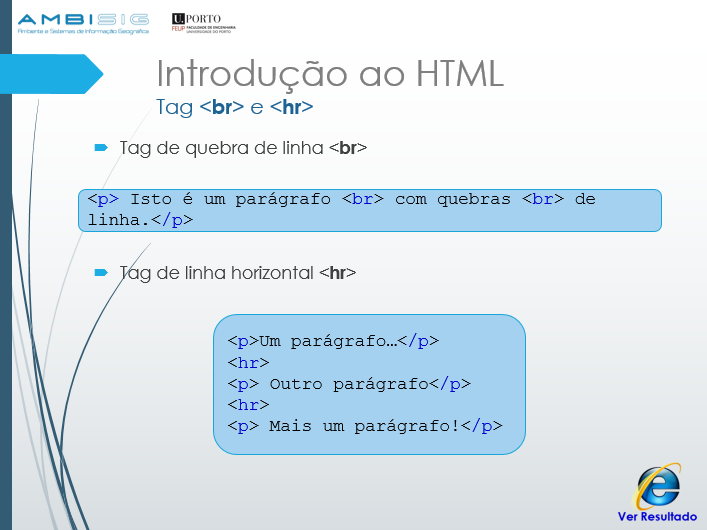 AMBISIG
Ambiente e Sistemas de Informação Geográfica
U. PORTO
FEUP FACULDADE DE ENGENHARIA
UNIVERSIDADE DO PORTO
Introdução ao HTML
Tag <br> e <hr>
Tag de quebra de linha <br>
<p> Isto é um parágrafo <br> com quebras <br> de
linha.</p>
Tag de linha horizontal <hr>
<p>Um parágrafo…</p>
<hr>
<p> Outro parágrafo</p>
<hr>
<p> Mais um parágrafo!</p>
Ver Resultado